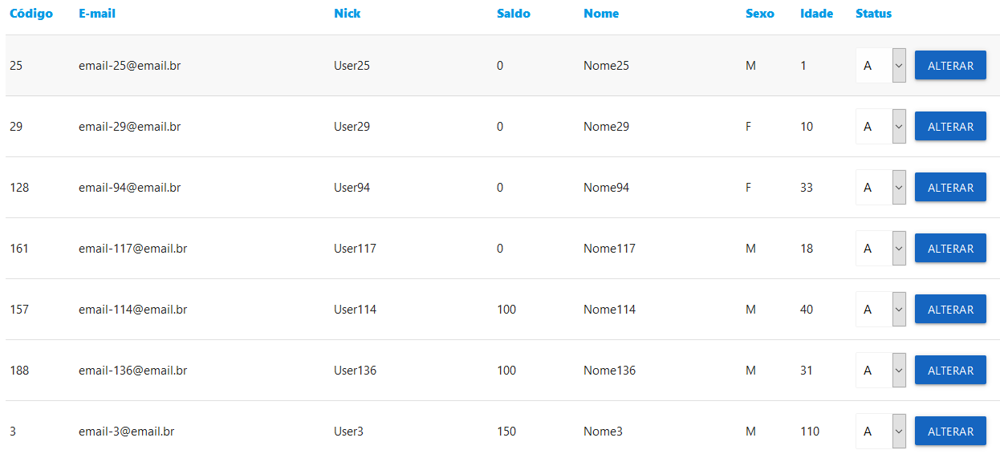 Código E-mail Nick Saldo Nome Sexo Idade Status
25 email-25@email.br User25 0 Nome25 M 1 A ALTERAR
29 email-29@email.br User29 0 Nome29 F 10 A ALTERAR
128 email-94@email.br User94 0 Nome94 F 33 A ALTERAR
161 email-117@email.br User117 0 Nome117 M 18 A ALTERAR
157 email-114@email.br User114 100 Nome114 M 40 A ALTERAR
188 email-136@email.br User136 100 Nome136 M 31 A ALTERAR
3 email-3@email.br User3 150 Nome3 M 110 A ALTERAR